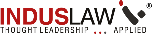 INDUSLAW®
THOUGHT LEADERSHIP ... APPLIED